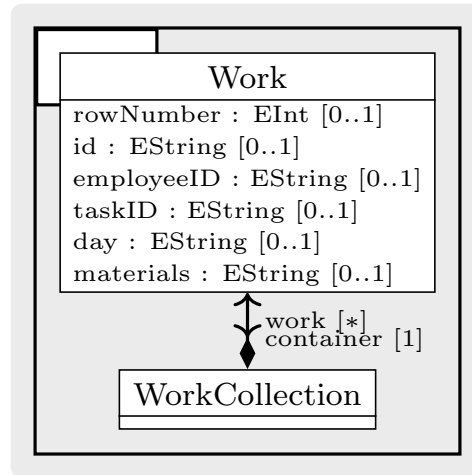 Work
rowNumber : EInt [0..1]
id : EString [0..1]
employeeID : EString [0..1]
taskID : EString [0..1]
day : EString [0..1]
materials : EString [0..1]
work [*]
container [1]
WorkCollection